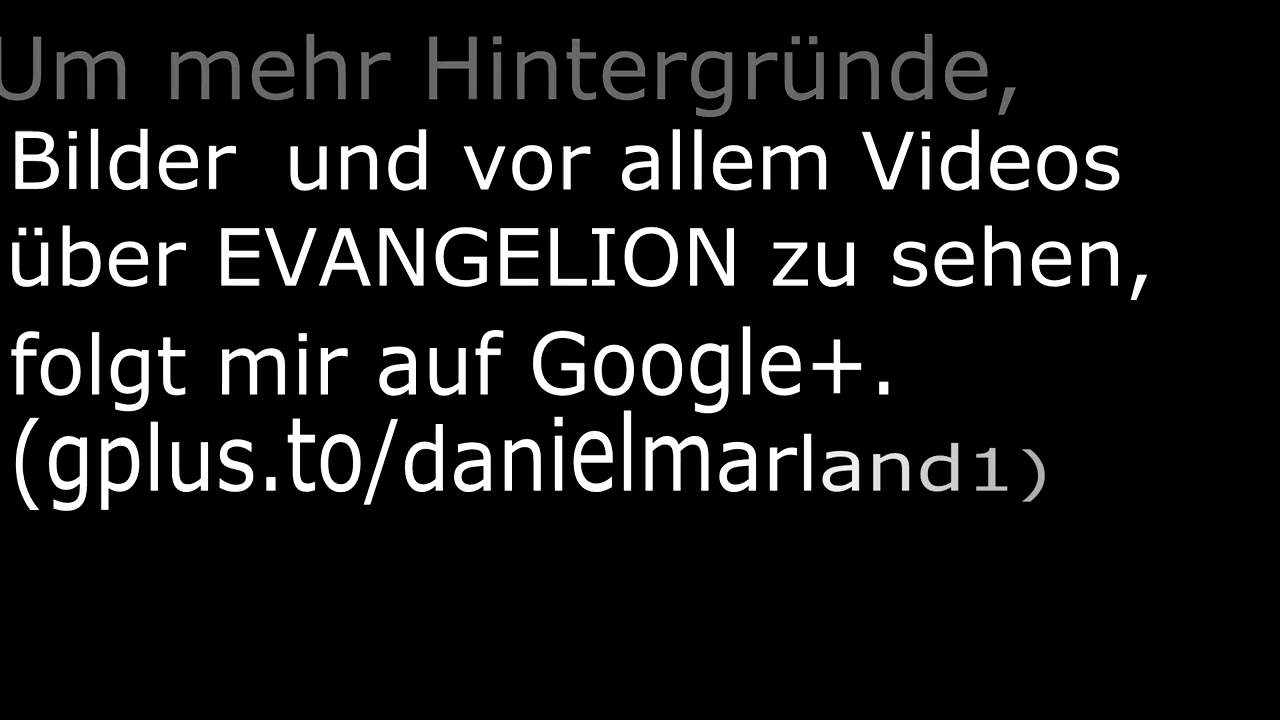 Um mehr Hintergründe,
Bilder und vor allem Videos
über EVANGELION zu sehen,
folgt mir auf Google+.
(gplus.to/danielmarland1)